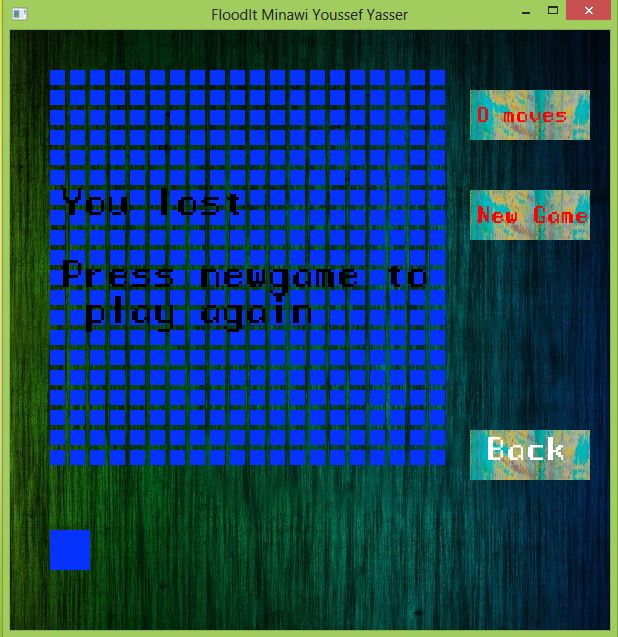 FloodIt Minawi Youssef Yasser
0 moves
You lost
New Game
Press newgame to
play again
Back